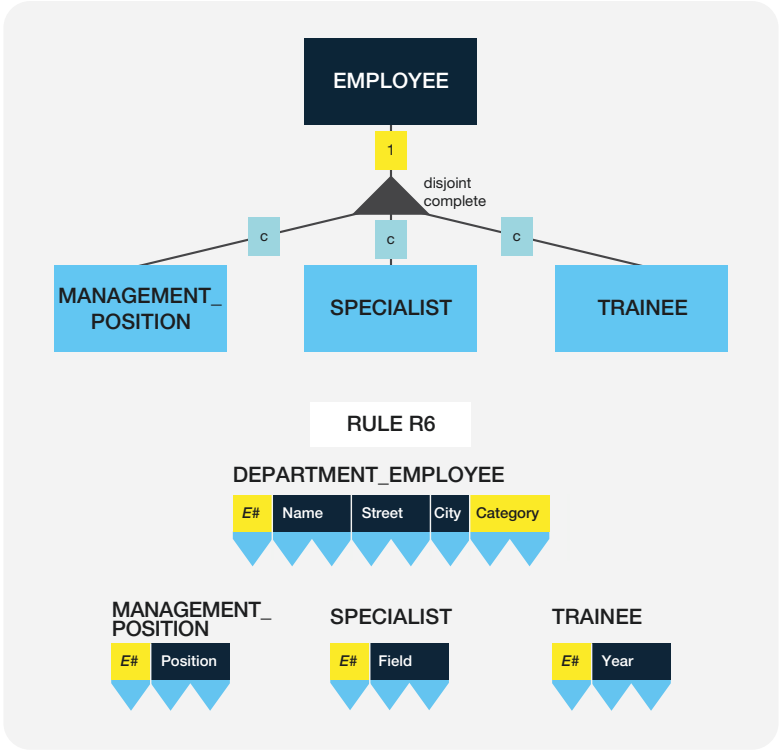 EMPLOYEE
1
disjoint
complete
c
c
c
MANAGEMENT_
POSITION
SPECIALIST
TRAINEE
RULE R6
DEPARTMENT_EMPLOYEE
E# Name Street City Category
MANAGEMENT_
POSITION
SPECIALIST
TRAINEE
E# Position
E# Field
E# Year